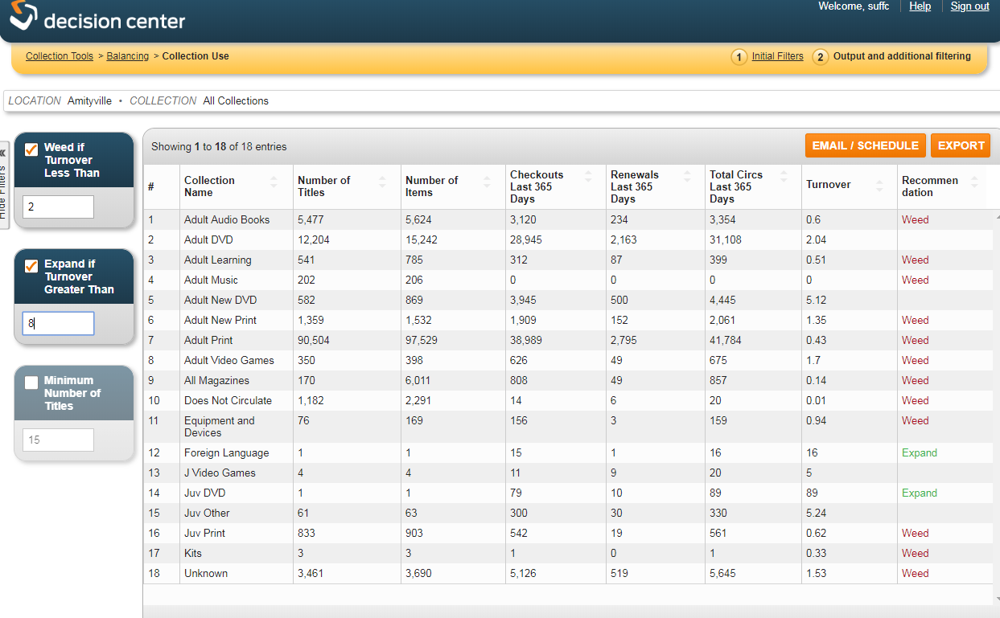 Welcome, suffc Help Sign out
decision center
Collection Tools > Balancing > Collection Use 1 Initial Filters 2 Output and additional filtering
LOCATION Amityville • COLLECTION All Collections
« Hide Filters
Weed if
Turnover
Less Than
2
Expand if
Turnover
Greater Than
8
Minimum
Number of
Titles
15
Showing 1 to 18 of 18 entries EMAIL / SCHEDULE EXPORT
# Collection Name Number of Titles Number of Items Checkouts Last 365 Days Renewals Last 365 Days Total Circs Last 365 Days Turnover Recommen dation
1 Adult Audio Books 5,477 5,624 3,120 234 3,354 0.6 Weed
2 Adult DVD 12,204 15,242 28,945 2,163 31,108 2.04
3 Adult Learning 541 785 312 87 399 0.51 Weed
4 Adult Music 202 206 0 0 0 0 Weed
5 Adult New DVD 582 869 3,945 500 4,445 5.12
6 Adult New Print 1,359 1,532 1,909 152 2,061 1.35 Weed
7 Adult Print 90,504 97,529 38,989 2,795 41,784 0.43 Weed
8 Adult Video Games 350 398 626 49 675 1.7 Weed
9 All Magazines 170 6,011 808 49 857 0.14 Weed
10 Does Not Circulate 1,182 2,291 14 6 20 0.01 Weed
11 Equipment and Devices 76 169 156 3 159 0.94 Weed
12 Foreign Language 1 1 15 1 16 16 Expand
13 J Video Games 4 4 11 9 20 5
14 Juv DVD 1 1 79 10 89 89 Expand
15 Juv Other 61 63 300 30 330 5.24
16 Juv Print 833 903 542 19 561 0.62 Weed
17 Kits 3 3 1 0 1 0.33 Weed
18 Unknown 3,461 3,690 5,126 519 5,645 1.53 Weed